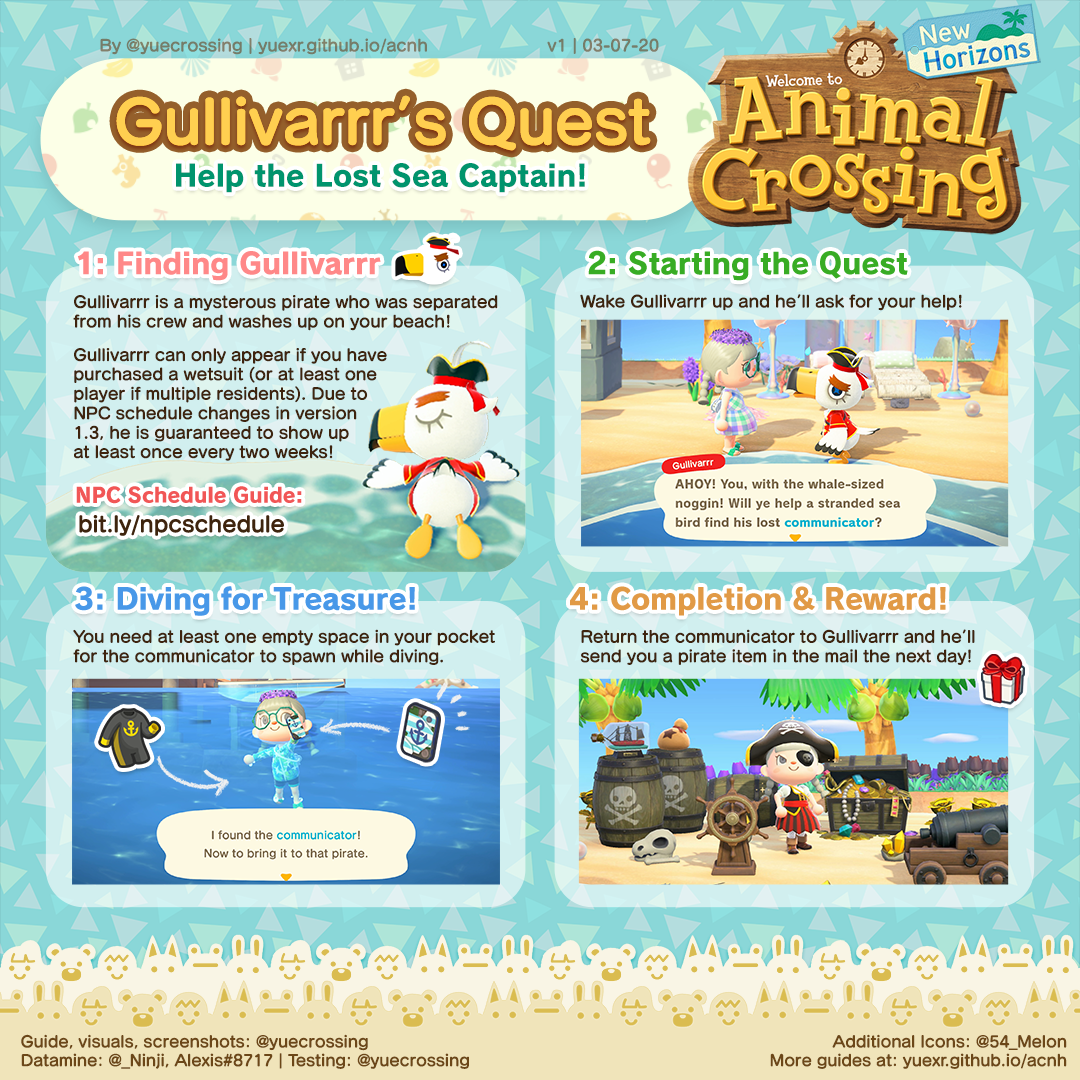 By @yuecrossing | yuexr.github.io/acnh
v1 | 03-07-20
Welcome to
Animal
Crossing
New
Horizons
Gullivarrr's Quest
Help the Lost Sea Captain!
1: Finding Gullivarrr
Gullivarrr is a mysterous pirate who was separated
from his crew and washes up on your beach!
Gullivarrr can only appear if you have
purchased a wetsuit (or at least one
player if multiple residents). Due to
NPC schedule changes in version
1.3, he is guaranteed to show up
at least once every two weeks!
NPC Schedule Guide:
bit.ly/npcschedule
2: Starting the Quest
Wake Gullivarrr up and he´ll ask for your help!
Gullivarrr
AHOY! You, with the whale-sized
noggin! Will ye help a stranded sea
bird find his lost communicator?
3: Diving for Treasure!
You need at least one empty space in your pocket
for the communicator to spawn while diving.
I found the communicator!
Now to bring it to that pirate.
4: Completion & Reward!
Return the communicator to Gullivarrr and he´ll
send you a pirate item in the mail the next day!
Guide, visuals, screenshots: @yuecrossing
Datamine: @_Ninji, Alexis#8717 | Testing: @yuecrossing
Additional Icons: @54_Melon
More guides at: yuexr.github.io/acnh